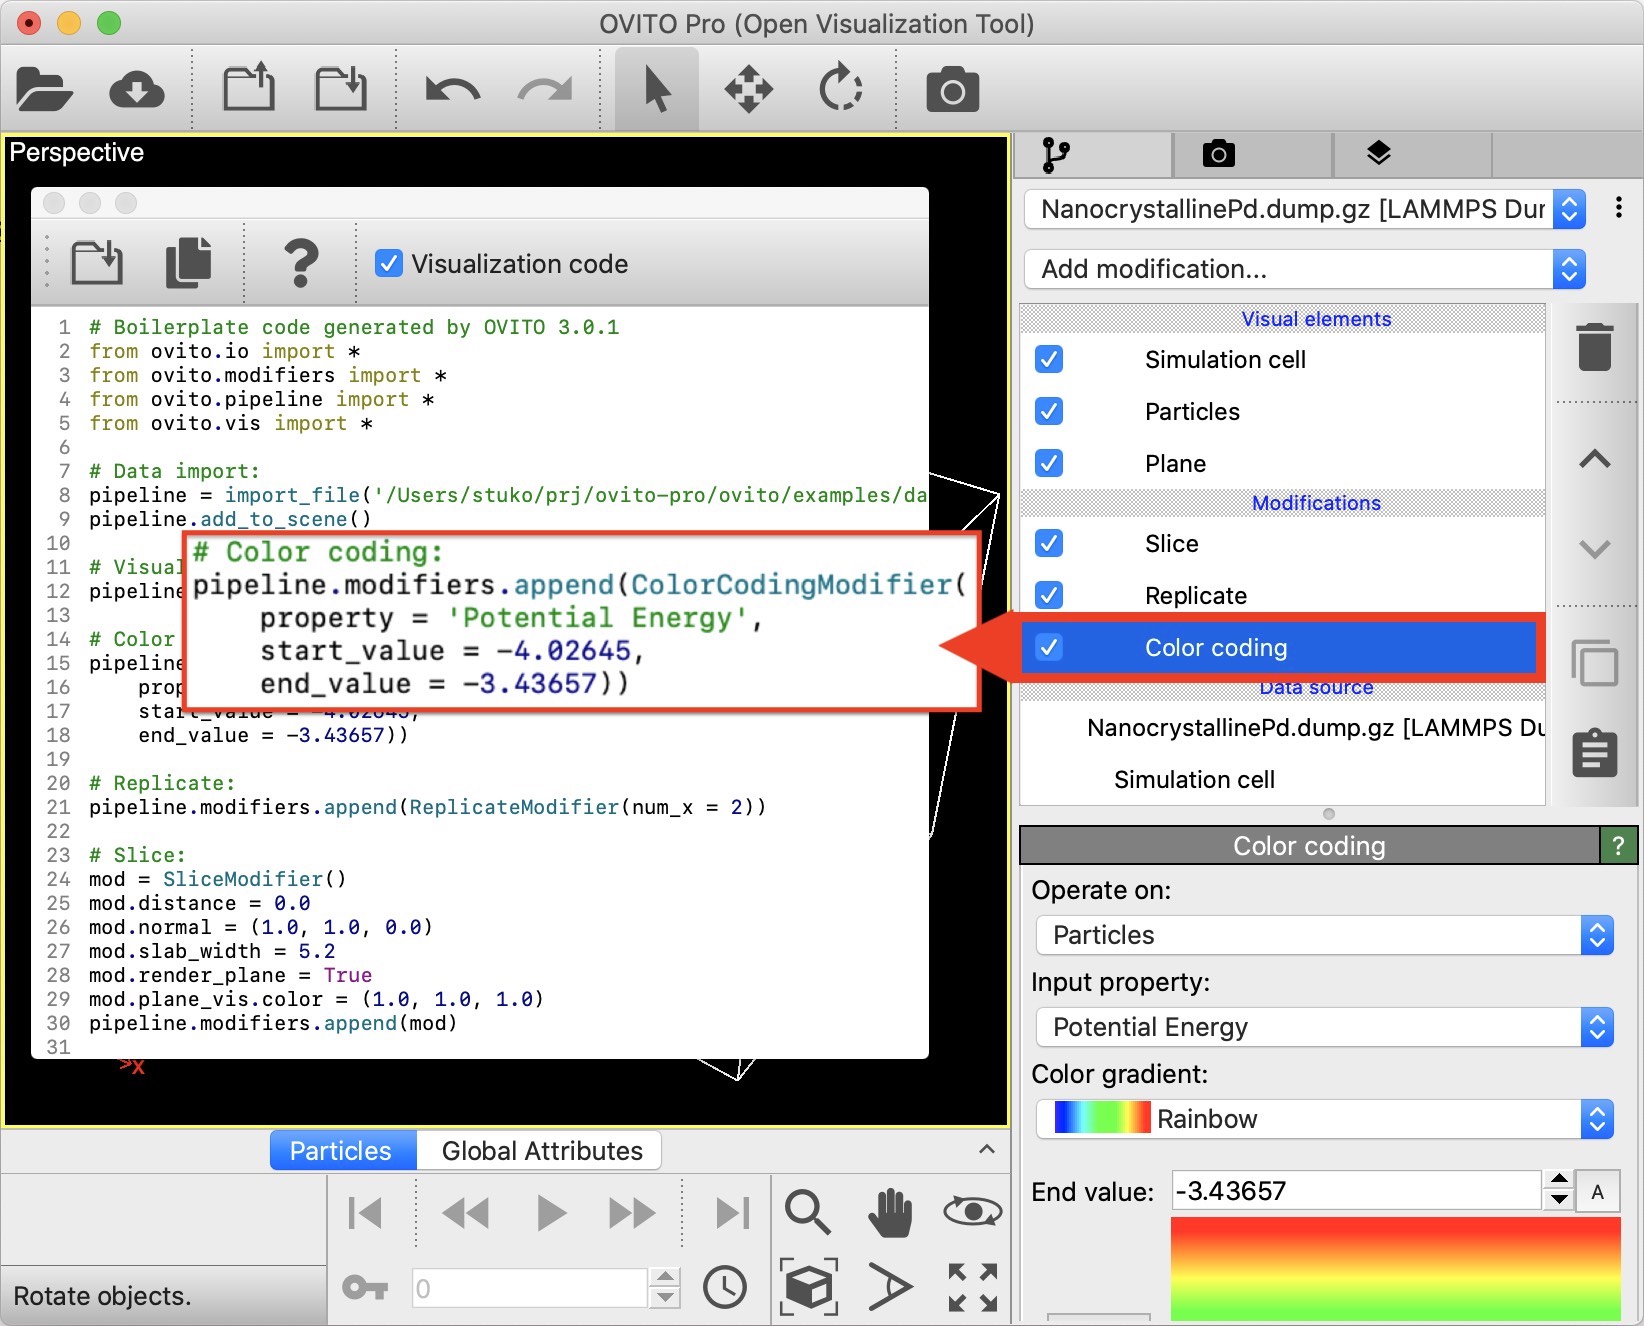 OVITO Pro (Open Visualization Tool)
Perspective
Visualization code
1 # Boilerplate code generated by OVITO 3.0.1
2 from ovito.io import *
3 from ovito.modifiers import *
4 from ovito.pipeline import *
5 from ovito.vis import *
6
7 # Data import:
8 pipeline = import_file('/Users/stuko/prj/ovito-pro/ovito/examples/da
9 pipeline.add_to_scene()
10
11 # Visual
12 pipeline
13
14 # Color
15 pipeline
16 prop
17 start_value = -4.02645,
18 end_value = -3.43657))
19
20 # Replicate:
21 pipeline.modifiers.append(ReplicateModifier(num_x = 2))
22
23 # Slice:
24 mod = SliceModifier()
25 mod.distance = 0.0
26 mod.normal = (1.0, 1.0, 0.0)
27 mod.slab_width = 5.2
28 mod.render_plane = True
29 mod.plane_vis.color = (1.0, 1.0, 1.0)
30 pipeline.modifiers.append(mod)
31
# Color coding:
pipeline.modifiers.append(ColorCodingModifier(
property = 'Potential Energy',
start_value = -4.02645,
end_value = -3.43657))
x
Particles
Global Attributes
0
Rotate objects.
NanocrystallinePd.dump.gz [LAMMPS Dur
Add modification...
Visual elements
Simulation cell
Particles
Plane
Modifications
Slice
Replicate
Color coding
Data source
NanocrystallinePd.dump.gz [LAMMPS Du
Simulation cell
Color coding
?
Operate on:
Particles
Input property:
Potential Energy
Color gradient:
Rainbow
End value: -3.43657
A